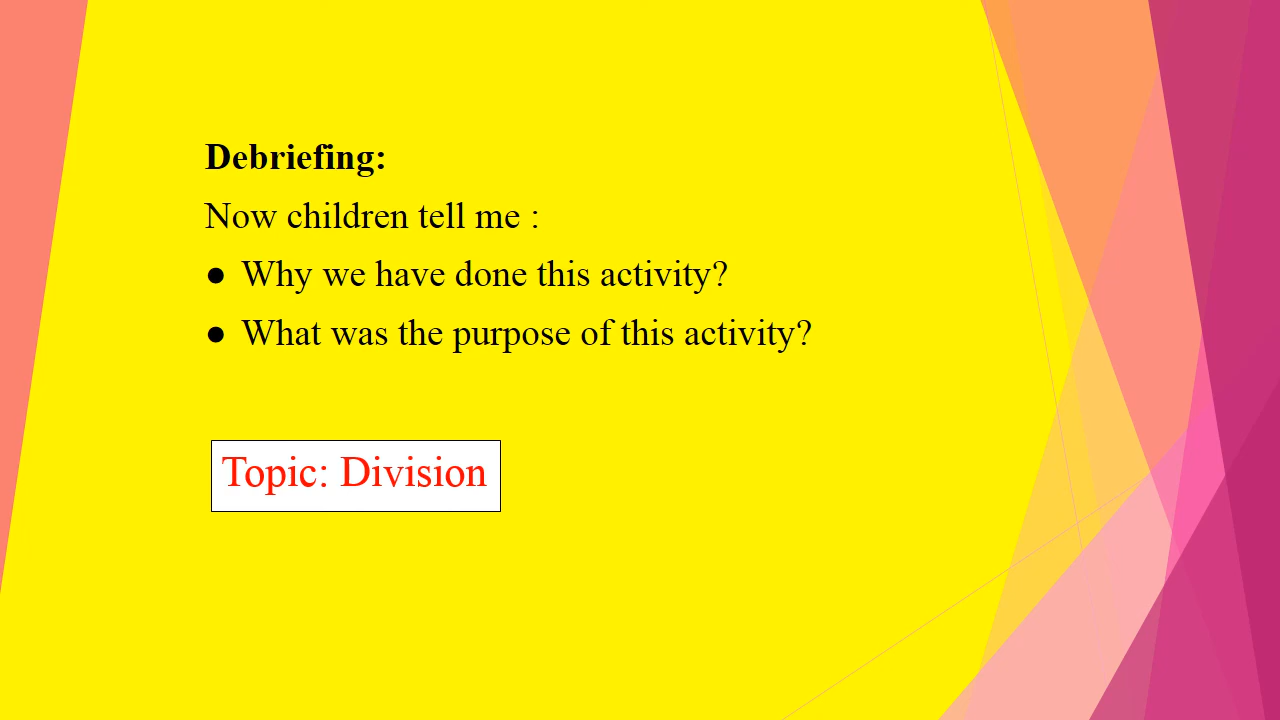 Debriefing:
Now children tell me :
● Why we have done this activity?
● What was the purpose of this activity?
Topic: Division